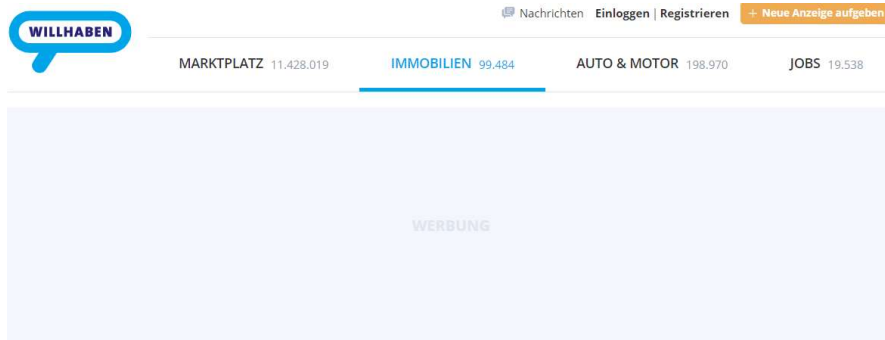 Nachrichten Einloggen | Registrieren + Neue Anzeige aufgeben
WILLHABEN
MARKTPLATZ 11.428.019 IMMOBILIEN 99.484 AUTO & MOTOR 198.970 JOBS 19.538
WERBUNG